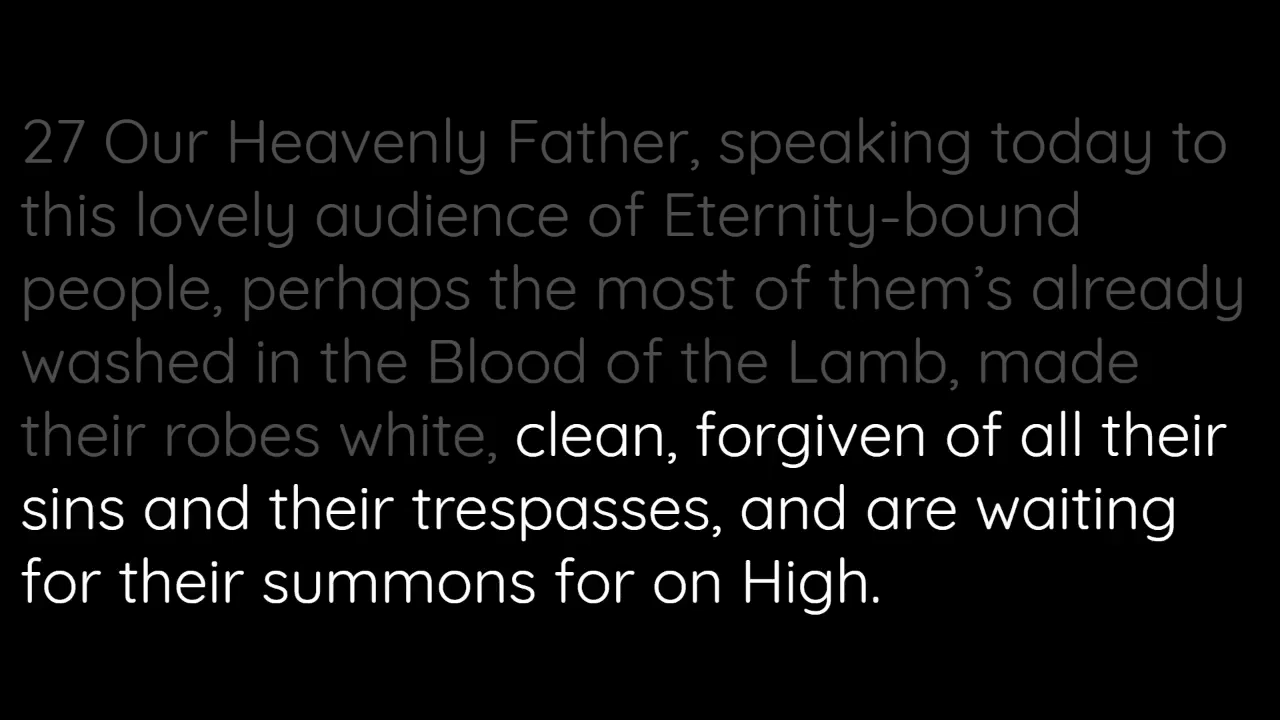 27 Our Heavenly Father, speaking today to
this lovely audience of Eternity-bound
people, perhaps the most of them’s already
washed in the Blood of the Lamb, made
their robes white, clean, forgiven of all their
sins and their trespasses, and are waiting
for their summons for on High.